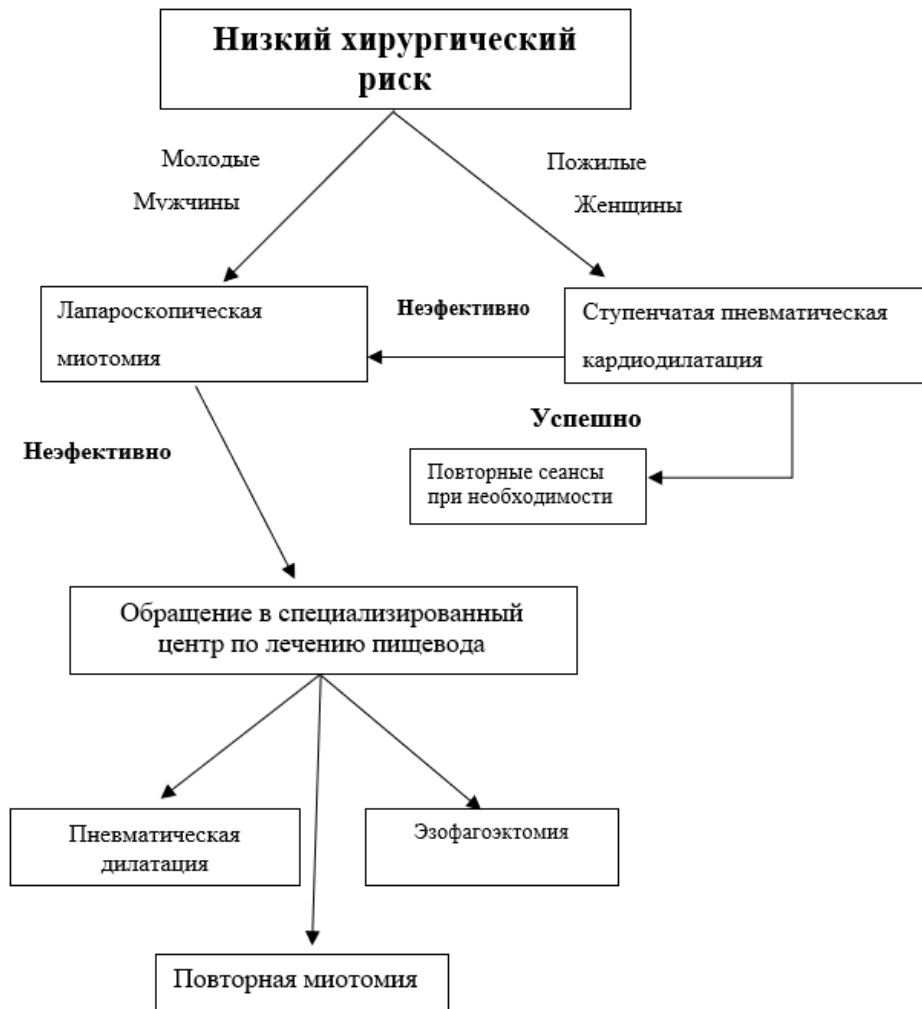 Низкий хирургический
риск
Молодые
Мужчины
Пожилые
Женщины
Лапароскопическая
миотомия
Неэфективно
Ступенчатая пневматическая
кардиодилатация
Успешно
Неэфективно
Повторные сеансы
при необходимости
Обращение в специализированный
центр по лечению пищевода
Пневматическая
дилатация
Эзофагоэктомия
Повторная миотомия